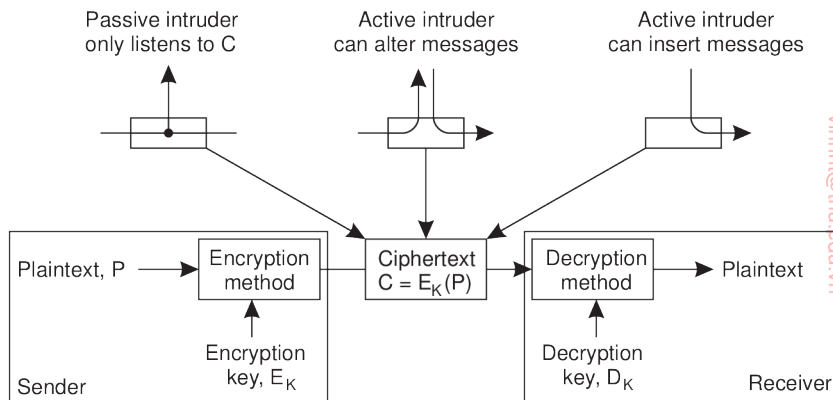 Passive intruder
only listens to C
Active intruder
can alter messages
Active intruder
can insert messages
Plaintext, P
Encryption
method
Ciphertext
C = E_K(P)
Decryption
method
Plaintext
Encryption
key, E_K
Decryption
key, D_K
Sender
Receiver